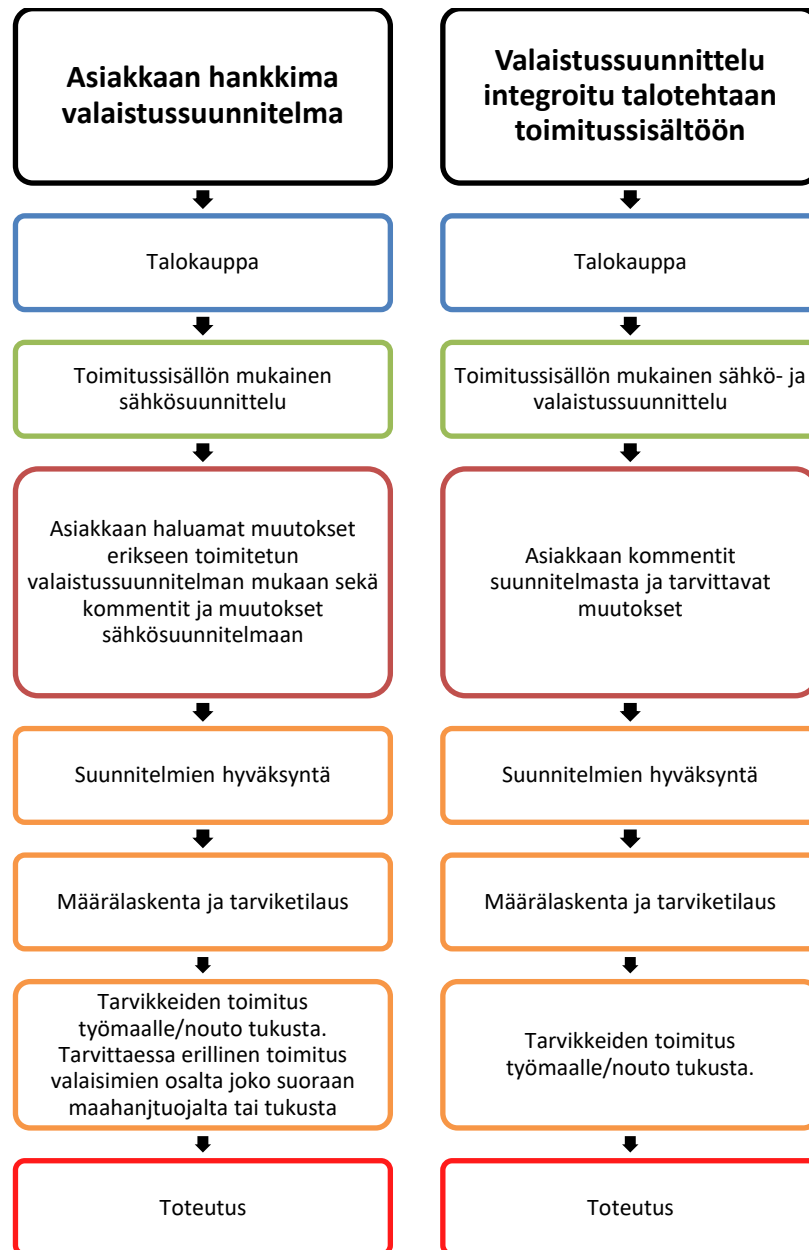 Asiakkaan hankkima
valaistussuunnitelma
Talokauppa
Toimitussisällön mukainen
sähkösuunnittelu
Asiakkaan haluamat muutokset
erikseen toimitetun
valaistussuunnitelman mukaan sekä
kommentit ja muutokset
sähkösuunnitelmaan
Suunnitelmien hyväksyntä
Määrälaskenta ja tarviketilaus
Tarvikkeiden toimitus
työmaalle/nouto tukusta.
Tarvittaessa erillinen toimitus
valaisimien osalta joko suoraan
maahanjtuojalta tai tukusta
Toteutus
Valaistussuunnittelu
integroitu talotehtaan
toimitussisältöön
Talokauppa
Toimitussisällön mukainen sähkö- ja
valaistussuunnittelu
Asiakkaan kommentit
suunnitelmasta ja tarvittavat
muutokset
Suunnitelmien hyväksyntä
Määrälaskenta ja tarviketilaus
Tarvikkeiden toimitus
työmaalle/nouto tukusta.
Toteutus